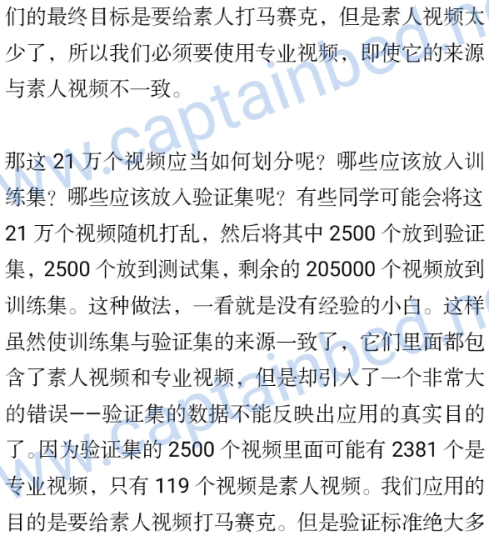 们的最终目标是要给素人打马赛克，但是素人视频太
少了，所以我们必须要使用专业视频，即使它的来源
与素人视频不一致。
那这 21 万个视频应当如何划分呢？哪些应该放入训
练集？哪些应该放入验证集呢？有些同学可能会将这
21 万个视频随机打乱，然后将其中 2500 个放到验证
集，2500 个放到测试集，剩余的 205000 个视频放到
训练集。这种做法，一看就是没有经验的小白。这样
虽然使训练集与验证集的来源一致了，它们里面都包
含了素人视频和专业视频，但是却引入了一个非常大
的错误——验证集的数据不能反映出应用的真实目的
了。因为验证集的 2500 个视频里面可能有 2381 个是
专业视频，只有 119 个视频是素人视频。我们应用的
目的是要给素人视频打马赛克。但是验证标准绝大多
www.captainbed.n
www.captainbed.ne